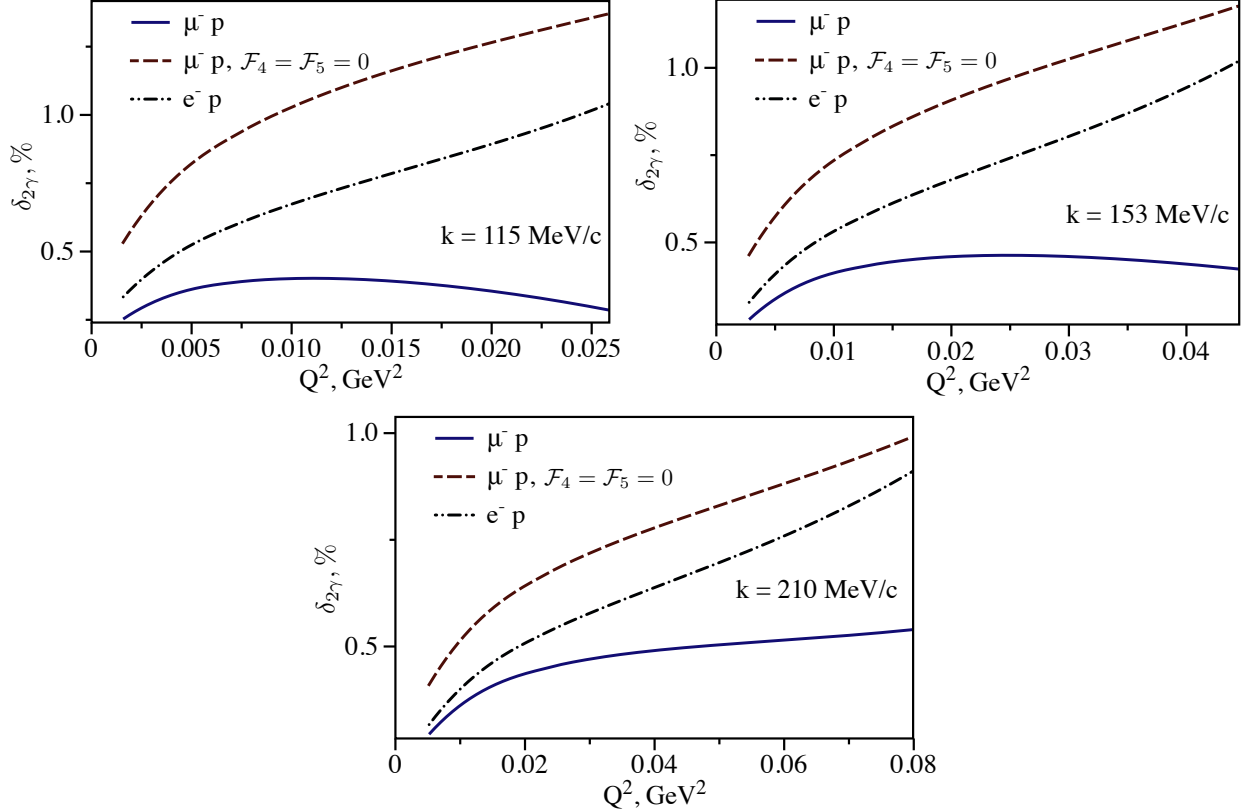 μ⁻ p
μ⁻ p, ℱ₄ = ℱ₅ = 0
e⁻ p
1.0
0.5
δ₂γ, %
k = 115 MeV/c
0 0.005 0.010 0.015 0.020 0.025
Q², GeV²
μ⁻ p
μ⁻ p, ℱ₄ = ℱ₅ = 0
e⁻ p
1.0
0.5
δ₂γ, %
k = 153 MeV/c
0 0.01 0.02 0.03 0.04
Q², GeV²
μ⁻ p
μ⁻ p, ℱ₄ = ℱ₅ = 0
e⁻ p
1.0
0.5
δ₂γ, %
k = 210 MeV/c
0 0.02 0.04 0.06 0.08
Q², GeV²